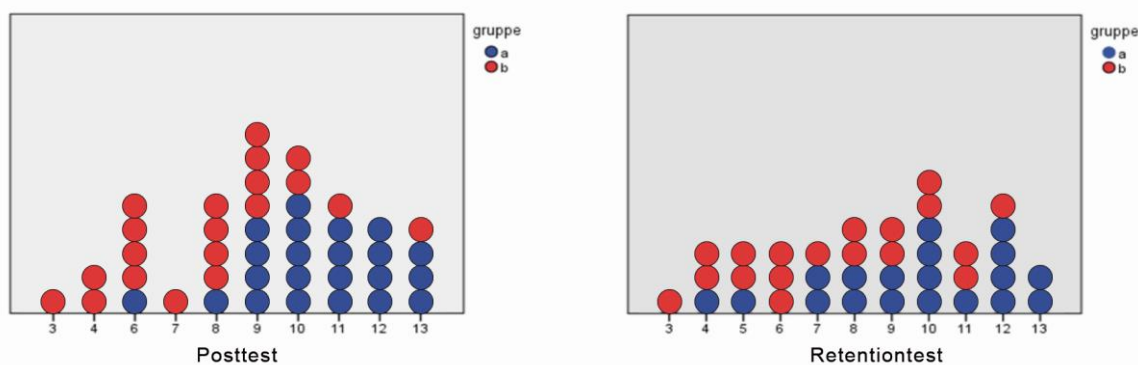 gruppe
a
b
3 4 6 7 8 9 10 11 12 13
Posttest
gruppe
a
b
3 4 5 6 7 8 9 10 11 12 13
Retentiontest